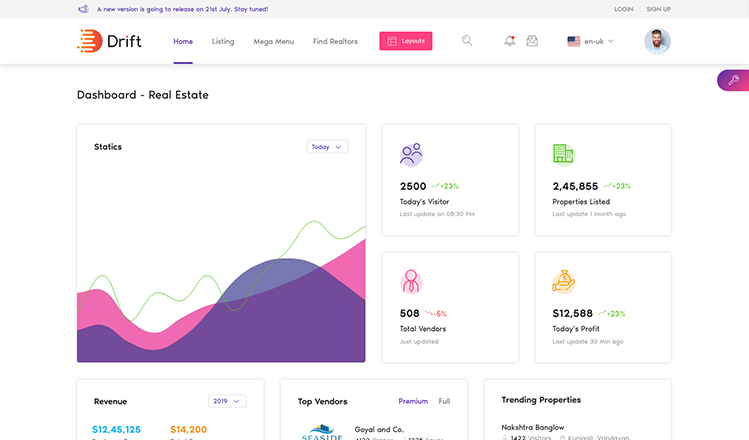 A new version is going to release on 21st July. Stay tuned!
LOGIN SIGN UP
Drift
Home Listing Mega Menu Find Realtors Layouts en-uk
Dashboard - Real Estate
Statics Today
2500 +23%
Today's Visitor
Last update on 08:30 PM
2,45,855 +23%
Properties Listed
Last update 1 Month ago
508 -5%
Total Vendors
Just updated
$12,588 +23%
Today's Profit
Last update 30 Min ago
Revenue 2019
$12,45,125 $14,200
Top Vendors Premium Full
SEASIDE
Goyal and Co.
Trending Properties
Nakshtra Banglow
1422 Visitors Kunigall, Vrindavan